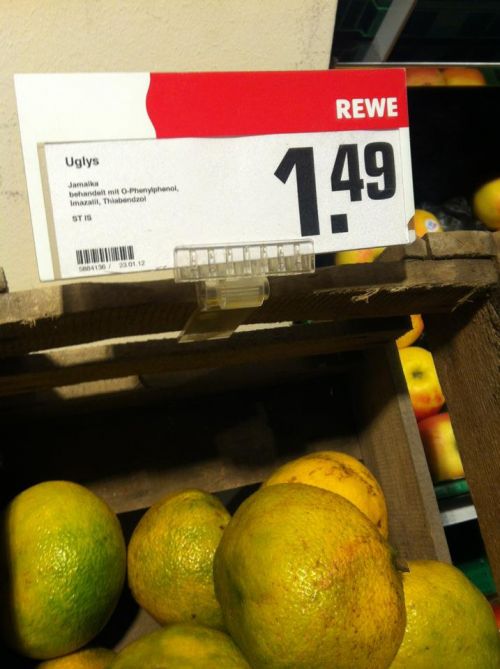 REWE
Uglys
1.49
Jamaika
behandelt mit O-Phenylphenol,
Imazalil, Thiabendzol
ST IS
5884136 / 23.01.12